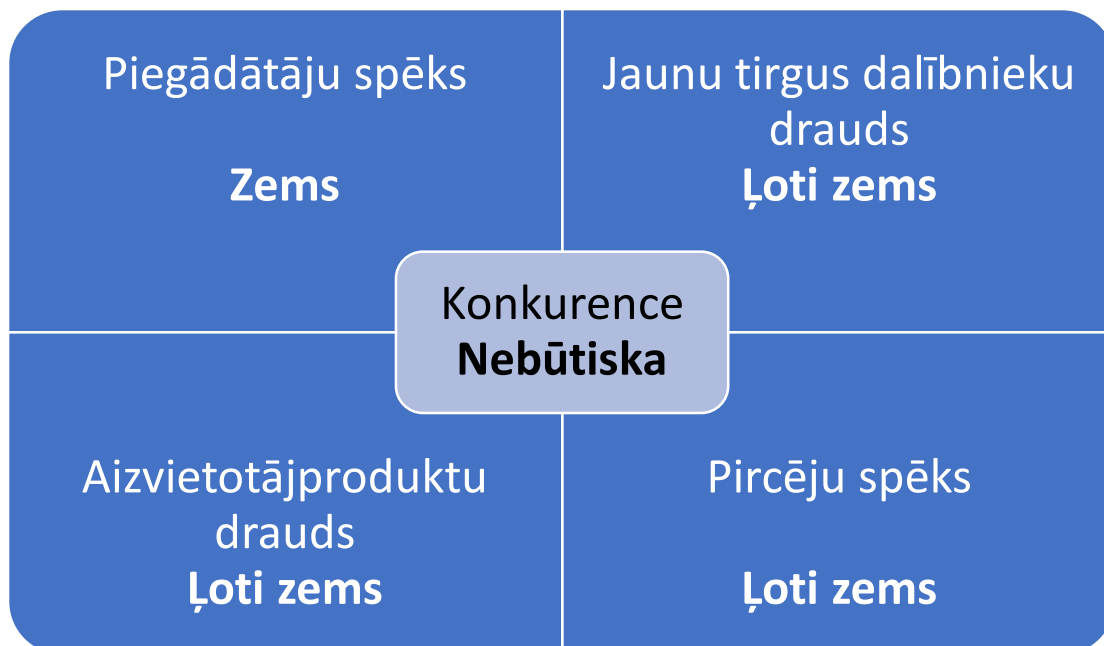 Piegādātāju spēks
Zems
Jaunu tirgus dalībnieku
drauds
Ļoti zems
Konkurence
Nebūtiska
Aizvietotājproduktu
drauds
Ļoti zems
Pircēju spēks
Ļoti zems